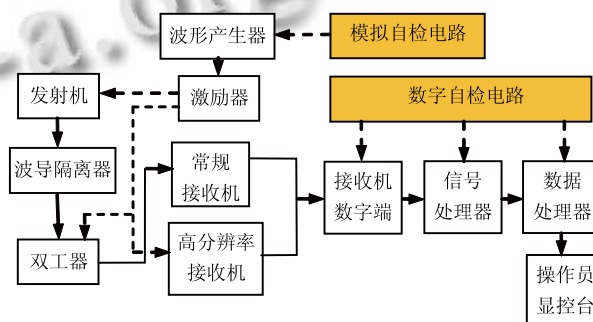 波形产生器
模拟自检电路
发射机
激励器
数字自检电路
波导隔离器
常规
接收机
接收机
数字端
信号
处理器
数据
处理器
双工器
高分辨率
接收机
操作员
显控台